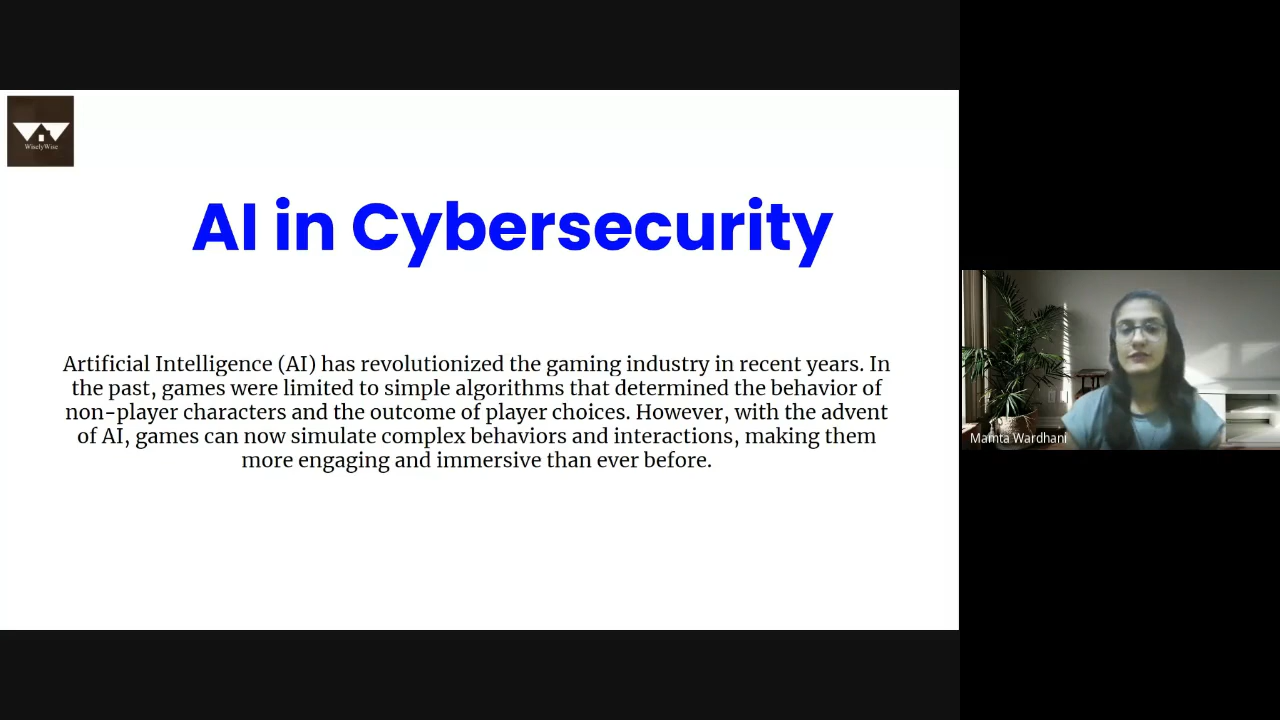 WiselyWise
AI in Cybersecurity
Artificial Intelligence (AI) has revolutionized the gaming industry in recent years. In
the past, games were limited to simple algorithms that determined the behavior of
non-player characters and the outcome of player choices. However, with the advent
of AI, games can now simulate complex behaviors and interactions, making them
more engaging and immersive than ever before.
Mamta Wardhani